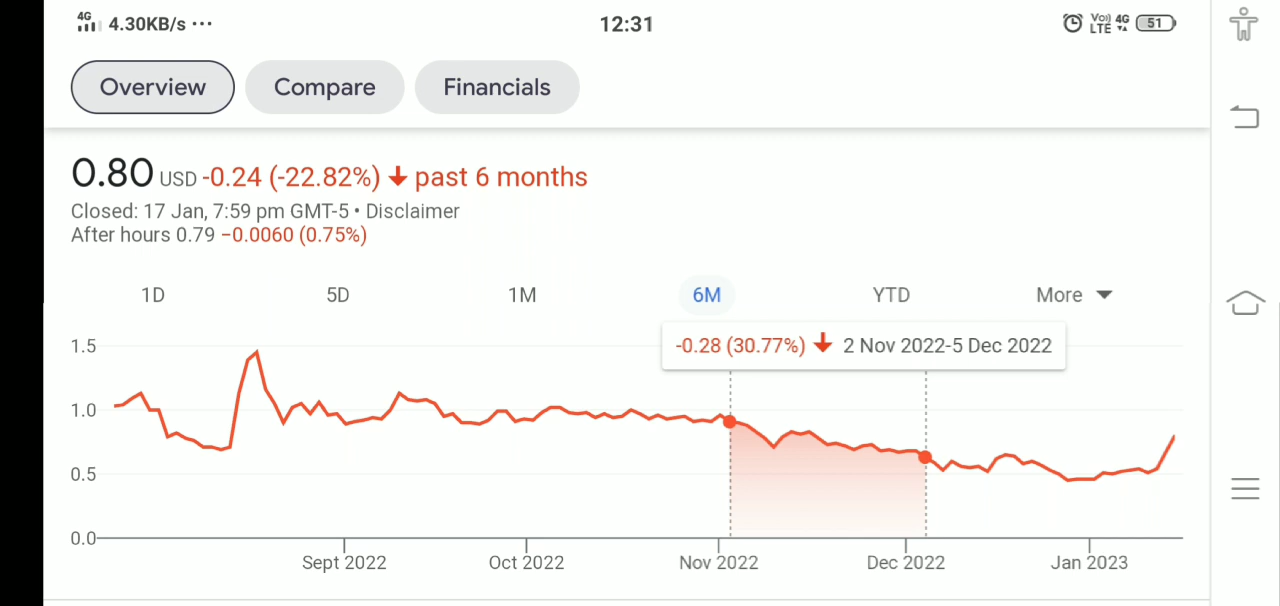 4G 4.30KB/s ··· 12:31 Vo) LTE 4G 51
Overview Compare Financials
0.80 USD -0.24 (-22.82%) ↓ past 6 months
Closed: 17 Jan, 7:59 pm GMT-5 • Disclaimer
After hours 0.79 −0.0060 (0.75%)
1D 5D 1M 6M YTD More
-0.28 (30.77%) ↓ 2 Nov 2022-5 Dec 2022
1.5
1.0
0.5
0.0
Sept 2022 Oct 2022 Nov 2022 Dec 2022 Jan 2023